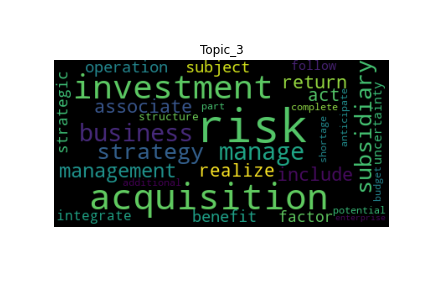 Topic_3
operation subject follow
strategic investment return
associate act
part complete
structure
business risk
strategy manage
shortage anticipate
subsidiary
uncertainty
budget
management realize include
additional
acquisition
integrate benefit factor potential
enterprise